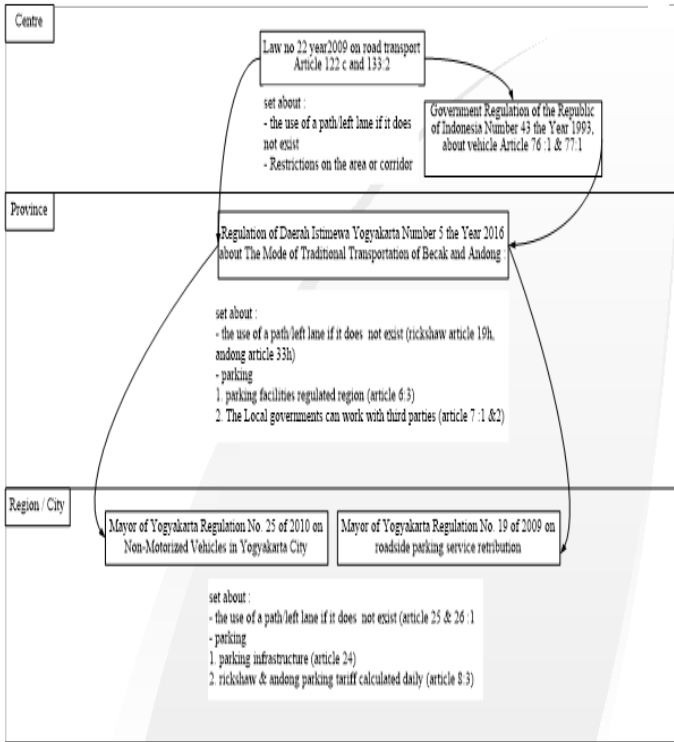 Centre
Law no 22 year2009 on road transport
Article 122 c and 133:2
set about :
- the use of a path/left lane if it does
not exist
- Restrictions on the area or corridor
Government Regulation of the Republic
of Indonesia Number 43 the Year 1993,
about vehicle Article 76 :1 & 77:1
Province
Regulation of Daerah Istimewa Yogyakarta Number 5 the Year 2016
about The Mode of Traditional Transportation of Becak and Andong :
set about :
- the use of a path/left lane if it does not exist (rickshaw article 19h,
andong article 33h)
- parking
1. parking facilities regulated region (article 6:3)
2. The Local governments can work with third parties (article 7 :1 &2)
Region / City
Mayor of Yogyakarta Regulation No. 25 of 2010 on
Non-Motorized Vehicles in Yogyakarta City
Mayor of Yogyakarta Regulation No. 19 of 2009 on
roadside parking service retribution
set about :
- the use of a path/left lane if it does not exist (article 25 & 26 :1
- parking
1. parking infrastructure (article 24)
2. rickshaw & andong parking tariff calculated daily (article 8:3)